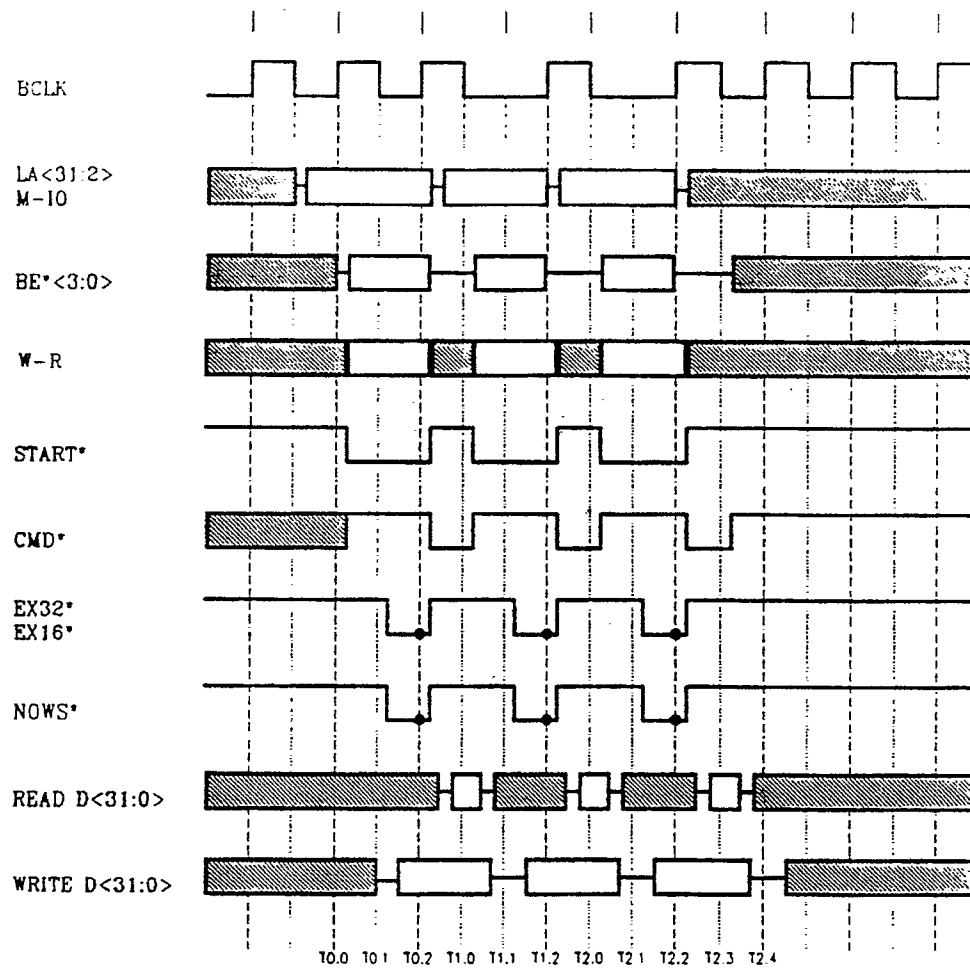 BCLK
LA<31:2>
M-IO
BE*<3:0>
W-R
START*
CMD*
EX32*
EX16*
NOWS*
READ D<31:0>
WRITE D<31:0>
T0.0 T0.1 T0.2 T1.0 T1.1 T1.2 T2.0 T2.1 T2.2 T2.3 T2.4